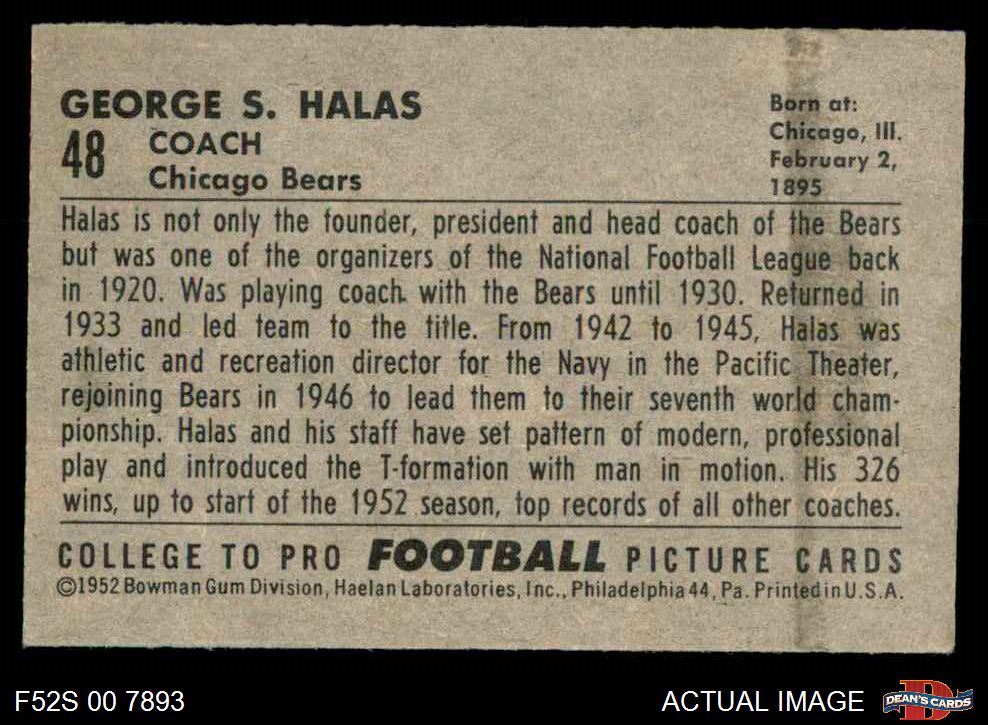 GEORGE S. HALAS
48
COACH
Chicago Bears
Born at:
Chicago, Ill.
February 2,
1895
Halas is not only the founder, president and head coach of the Bears
but was one of the organizers of the National Football League back
in 1920. Was playing coach with the Bears until 1930. Returned in
1933 and led team to the title. From 1942 to 1945, Halas was
athletic and recreation director for the Navy in the Pacific Theater,
rejoining Bears in 1946 to lead them to their seventh world cham-
pionship. Halas and his staff have set pattern of modern, professional
play and introduced the T-formation with man in motion. His 326
wins, up to start of the 1952 season, top records of all other coaches.
COLLEGE TO PRO FOOTBALL PICTURE CARDS
©1952 Bowman Gum Division, Haelan Laboratories, Inc., Philadelphia 44, Pa. Printed in U.S.A.
F52S 00 7893
ACTUAL IMAGE
DEAN'S CARDS